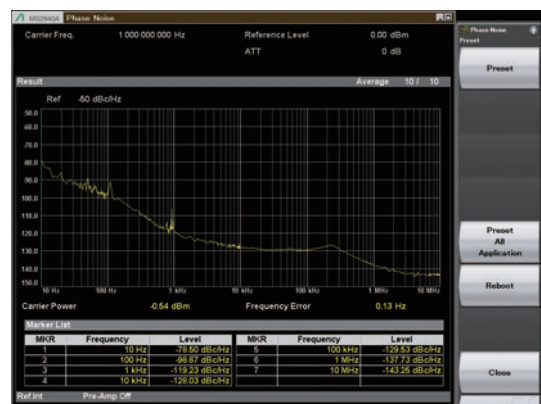 MS2840A Phase Noise
Carrier Freq. 1 000 000 000 Hz Reference Level 0.00 dBm
ATT 0 dB
Result Average 10 / 10
Ref -50 dBc/Hz
-50.0
-60.0
-70.0
-80.0
-90.0
100.0
110.0
120.0
130.0
140.0
150.0
10 Hz 100 Hz 1 kHz 10 kHz 100 kHz 1 MHz 10 MHz
Carrier Power -0.54 dBm Frequency Error 0.13 Hz
Marker List
MKR Frequency Level MKR Frequency Level
1 10 Hz -78.50 dBc/Hz 5 100 kHz -129.53 dBc/Hz
2 100 Hz -98.67 dBc/Hz 6 1 MHz -137.73 dBc/Hz
3 1 kHz -119.23 dBc/Hz 7 10 MHz -143.25 dBc/Hz
4 10 kHz -128.03 dBc/Hz
Ref.Int Pre-Amp Off
Phase Noise
Preset
Preset
Preset
All
Application
Reboot
Close